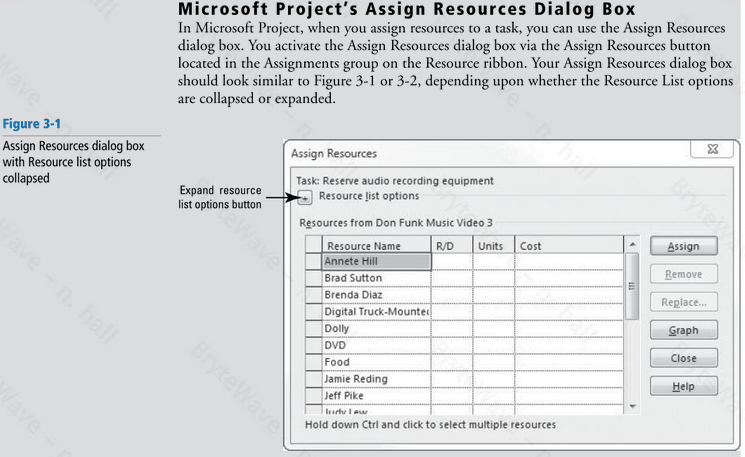 Microsoft Project's Assign Resources Dialog Box
In Microsoft Project, when you assign resources to a task, you can use the Assign Resources
dialog box. You activate the Assign Resources dialog box via the Assign Resources button
located in the Assignments group on the Resource ribbon. Your Assign Resources dialog box
should look similar to Figure 3-1 or 3-2, depending upon whether the Resource List options
are collapsed or expanded.
Figure 3-1
Assign Resources dialog box
with Resource list options
collapsed
Expand resource
list options button
Assign Resources
Task: Reserve audio recording equipment
+ Resource list options
Resources from Don Funk Music Video 3
Resource Name R/D Units Cost
Annete Hill
Brad Sutton
Brenda Diaz
Digital Truck-Mounted
Dolly
DVD
Food
Jamie Reding
Jeff Pike
Judy Lew
Assign
Remove
Replace...
Graph
Close
Help
Hold down Ctrl and click to select multiple resources
BryteWave - n. hall